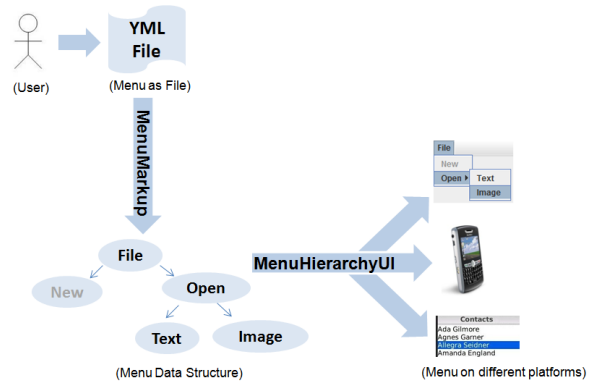 YML
File
(User)
(Menu as File)
MenuMarkup
File
New
Open
Text
Image
(Menu Data Structure)
MenuHierarchyUI
File
New
Open
Text
Image
Contacts
Ada Gilmore
Agnes Garner
Allegra Seidner
Amanda England
(Menu on different platforms)